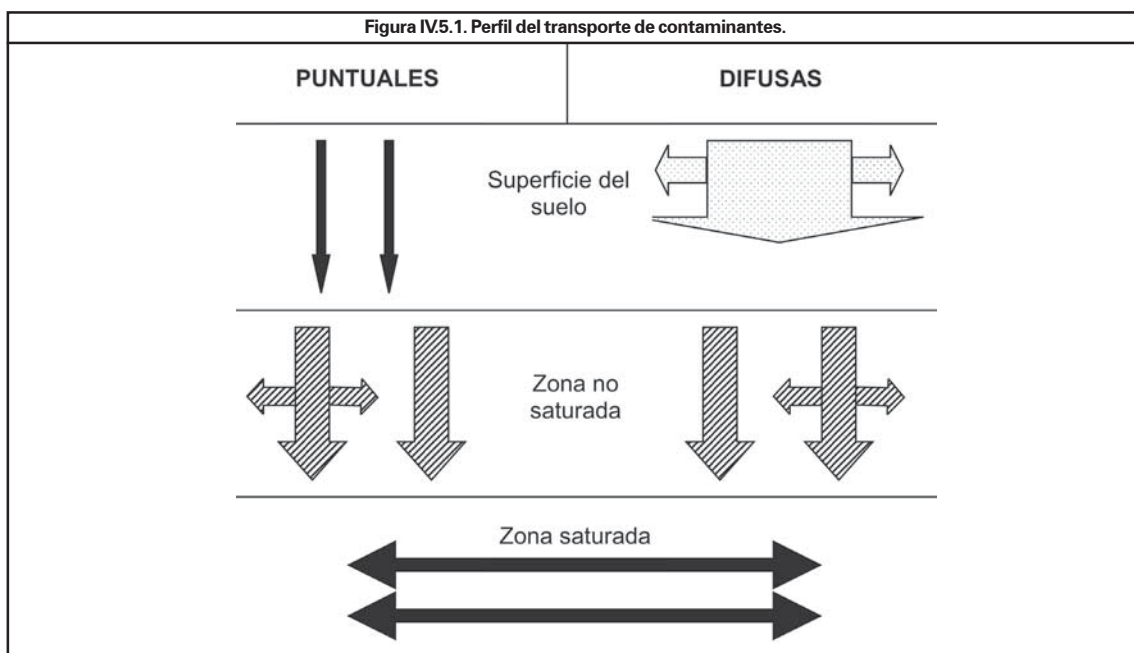 Figura IV.5.1. Perfil del transporte de contaminantes.
PUNTUALES
DIFUSAS
Superficie del
suelo
Zona no
saturada
Zona saturada